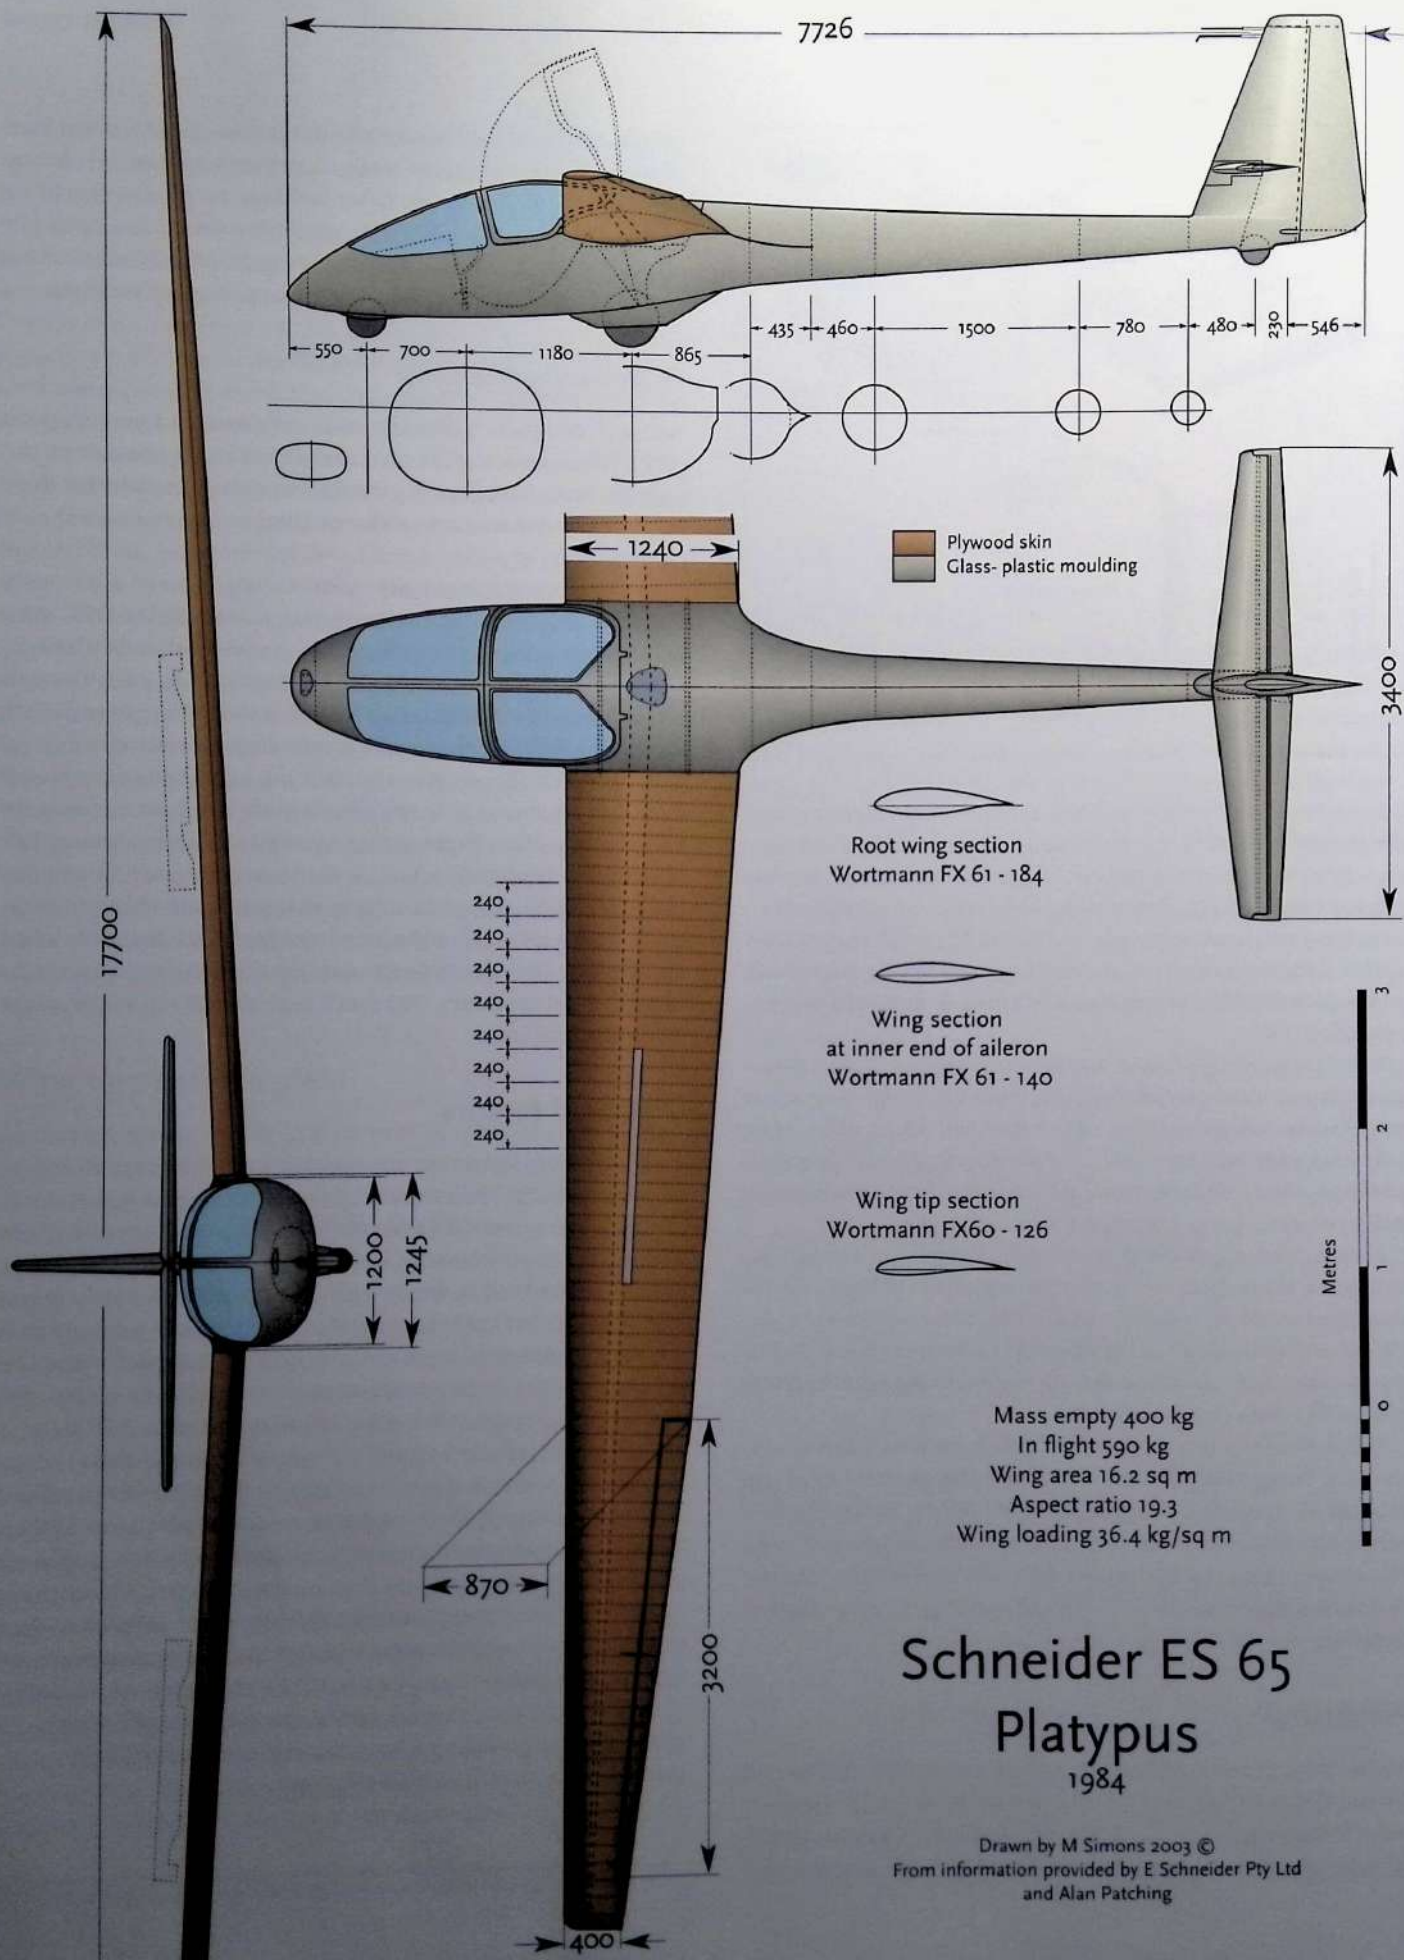 7726
435
460
1500
780
480
230
546
550
700
1180
865
1240
Plywood skin
Glass- plastic moulding
3400
17700
Root wing section
Wortmann FX 61 - 184
240
240
240
240
240
240
240
240
Wing section
at inner end of aileron
Wortmann FX 61 - 140
3
2
1
0
Metres
Wing tip section
Wortmann FX60 - 126
1200
1245
Mass empty 400 kg
In flight 590 kg
Wing area 16.2 sq m
Aspect ratio 19.3
Wing loading 36.4 kg/sq m
870
3200
Schneider ES 65
Platypus
1984
Drawn by M Simons 2003 ©
From information provided by E Schneider Pty Ltd
and Alan Patching
400